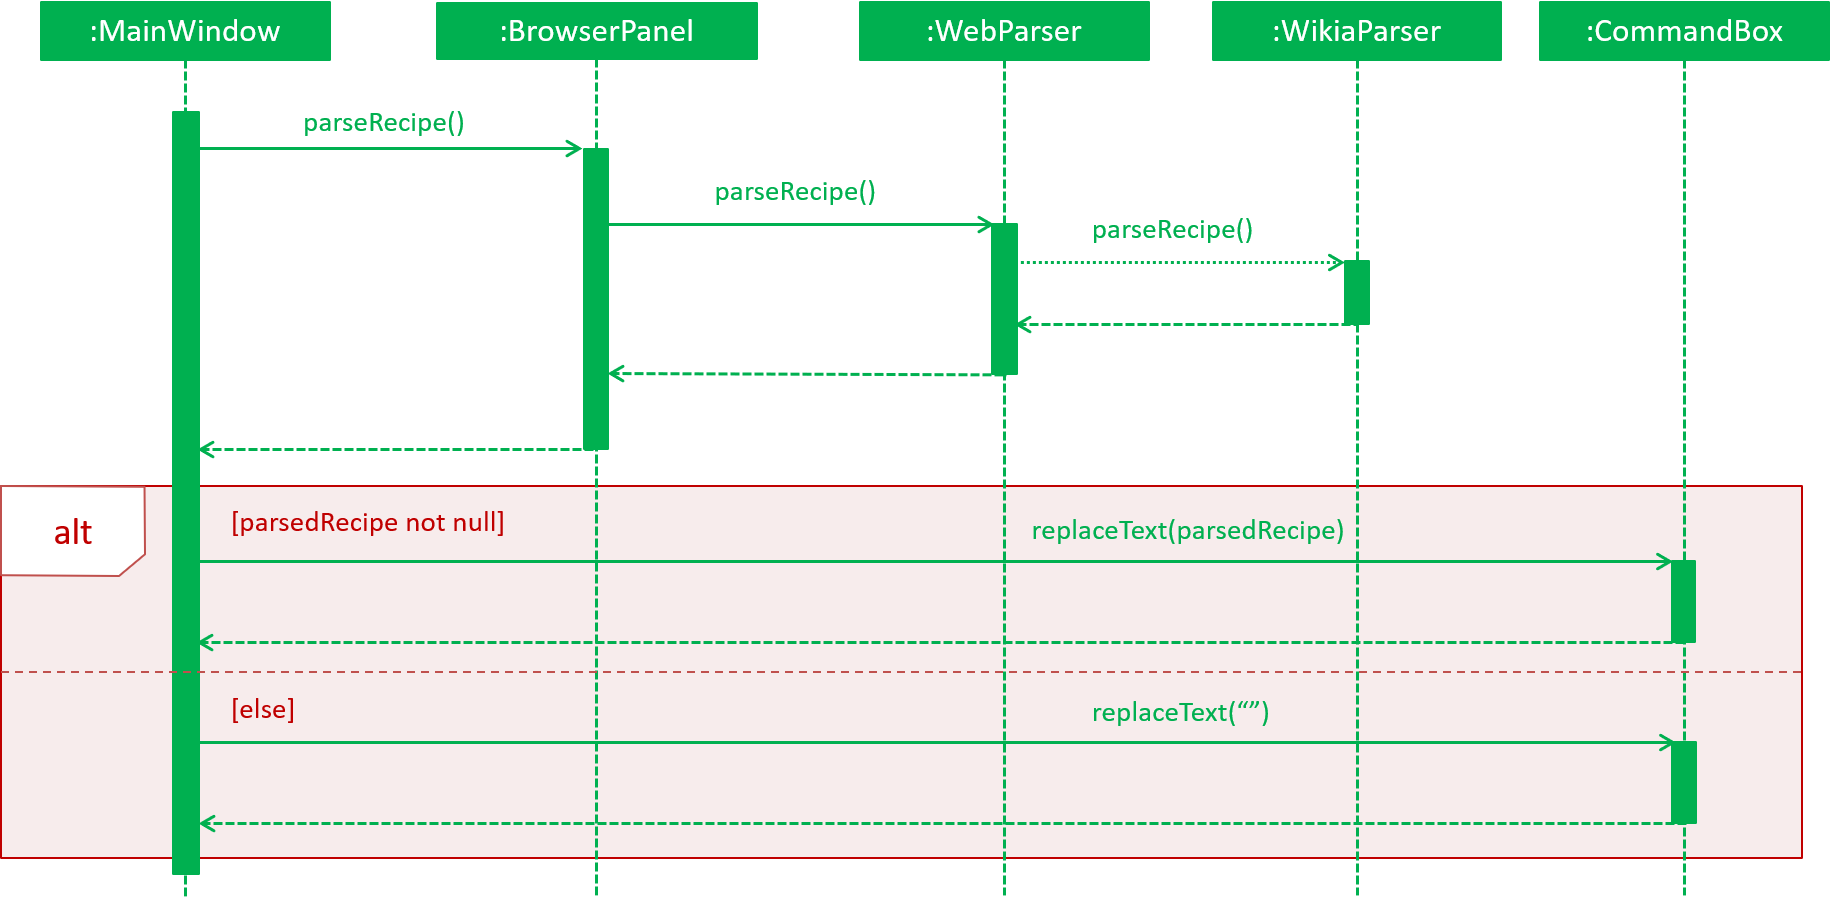 :MainWindow
:BrowserPanel
:WebParser
:WikiaParser
:CommandBox
parseRecipe()
parseRecipe()
parseRecipe()
alt
[parsedRecipe not null]
replaceText(parsedRecipe)
[else]
replaceText(“”)